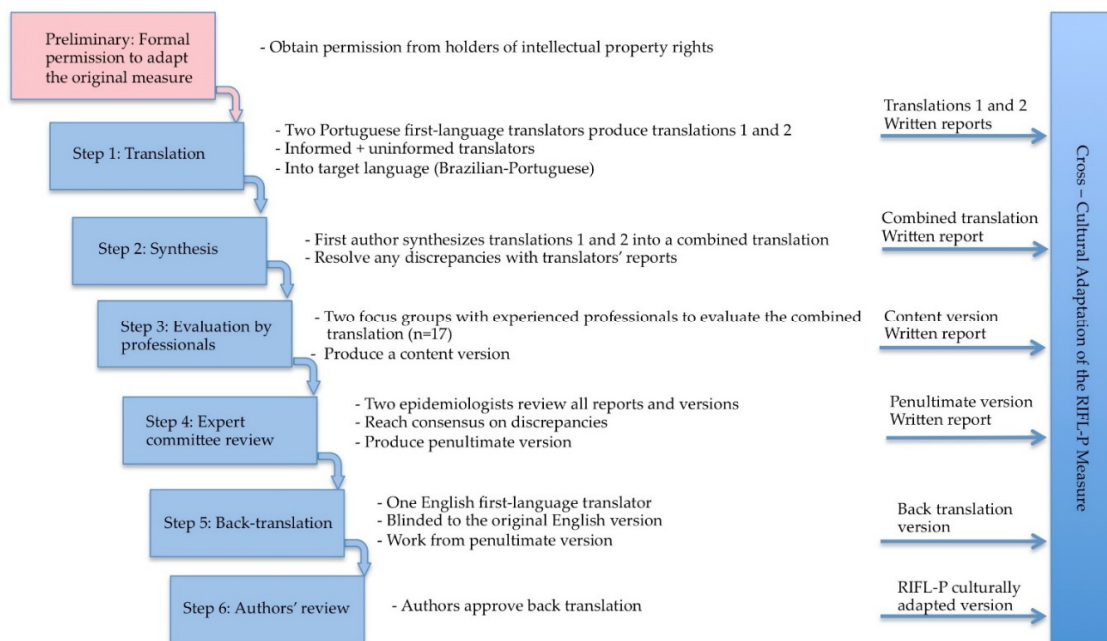 Preliminary: Formal
permission to adapt
the original measure
- Obtain permission from holders of intellectual property rights
Step 1: Translation
- Two Portuguese first-language translators produce translations 1 and 2
- Informed + uninformed translators
- Into target language (Brazilian-Portuguese)
Translations 1 and 2
Written reports
Step 2: Synthesis
- First author synthesizes translations 1 and 2 into a combined translation
- Resolve any discrepancies with translators' reports
Combined translation
Written report
Step 3: Evaluation by
professionals
- Two focus groups with experienced professionals to evaluate the combined
translation (n=17)
- Produce a content version
Content version
Written report
Step 4: Expert
committee review
- Two epidemiologists review all reports and versions
- Reach consensus on discrepancies
- Produce penultimate version
Penultimate version
Written report
Step 5: Back-translation
- One English first-language translator
- Blinded to the original English version
- Work from penultimate version
Back translation
version
Step 6: Authors' review
- Authors approve back translation
RIFL-P culturally
adapted version
Cross – Cultural Adaptation of the RIFL-P Measure